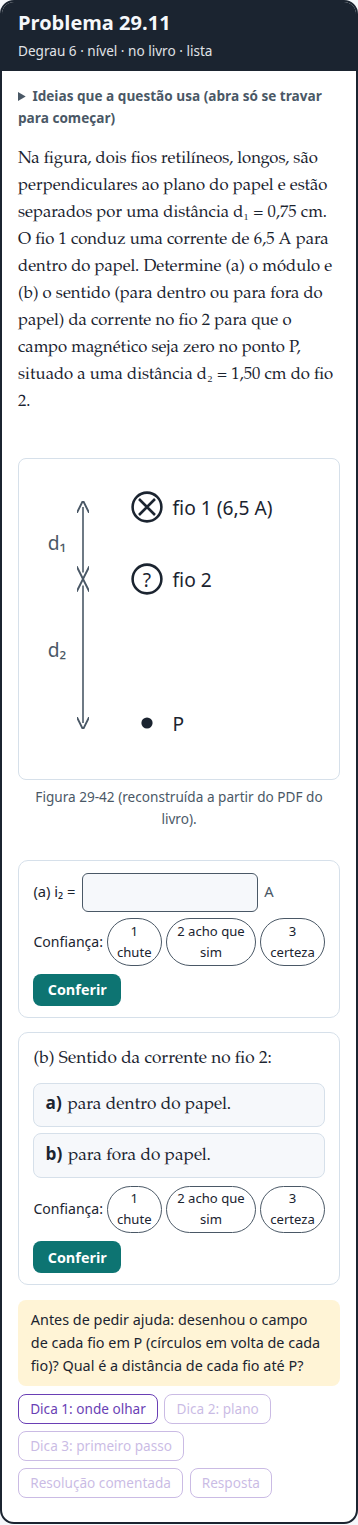 Problema 29.11
Degrau 6 · nível · no livro · lista
▶ Ideias que a questão usa (abra só se travar
para começar)
Na figura, dois fios retilíneos, longos, são
perpendiculares ao plano do papel e estão
separados por uma distância d₁ = 0,75 cm.
O fio 1 conduz uma corrente de 6,5 A para
dentro do papel. Determine (a) o módulo e
(b) o sentido (para dentro ou para fora do
papel) da corrente no fio 2 para que o
campo magnético seja zero no ponto P,
situado a uma distância d₂ = 1,50 cm do fio
2.
fio 1 (6,5 A)
d₁
? fio 2
d₂
P
Figura 29-42 (reconstruída a partir do PDF do
livro).
(a) i₂ = A
Confiança: 1 chute 2 acho que sim 3 certeza
Conferir
(b) Sentido da corrente no fio 2:
a) para dentro do papel.
b) para fora do papel.
Confiança: 1 chute 2 acho que sim 3 certeza
Conferir
Antes de pedir ajuda: desenhou o campo
de cada fio em P (círculos em volta de cada
fio)? Qual é a distância de cada fio até P?
Dica 1: onde olhar Dica 2: plano
Dica 3: primeiro passo
Resolução comentada Resposta